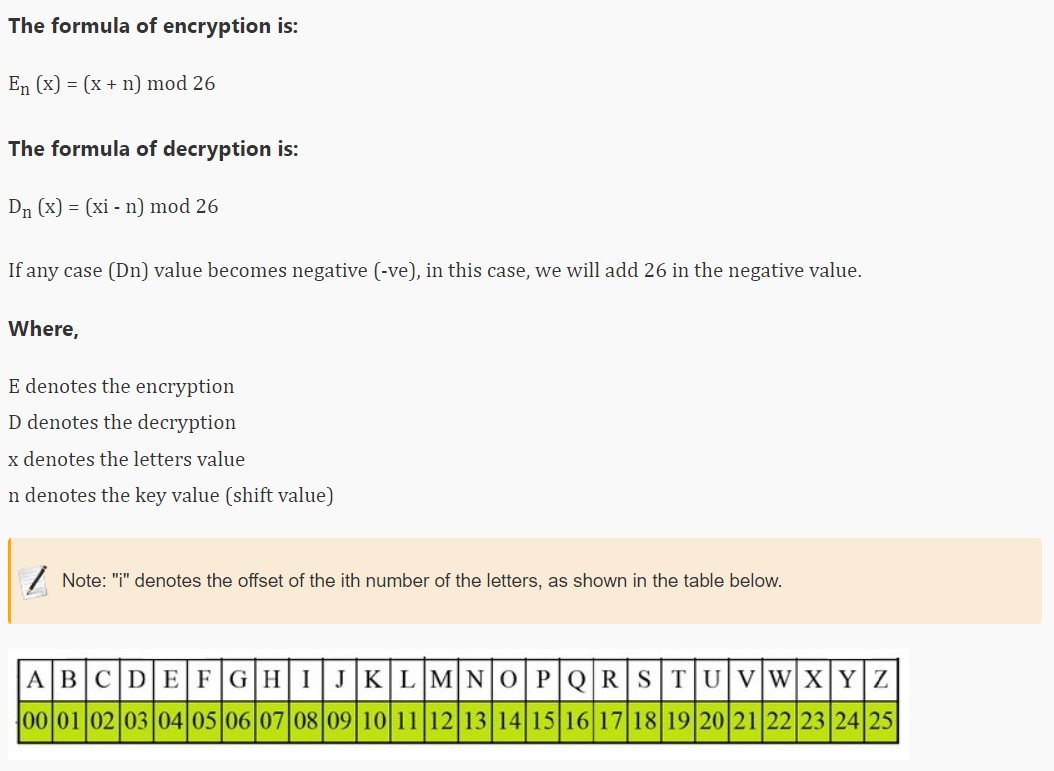 The formula of encryption is:
En (x) = (x + n) mod 26
The formula of decryption is:
Dn (x) = (xi - n) mod 26
If any case (Dn) value becomes negative (-ve), in this case, we will add 26 in the negative value.
Where,
E denotes the encryption
D denotes the decryption
x denotes the letters value
n denotes the key value (shift value)
Note: "i" denotes the offset of the ith number of the letters, as shown in the table below.
A B C D E F G H I J K L M N O P Q R S T U V W X Y Z
00 01 02 03 04 05 06 07 08 09 10 11 12 13 14 15 16 17 18 19 20 21 22 23 24 25